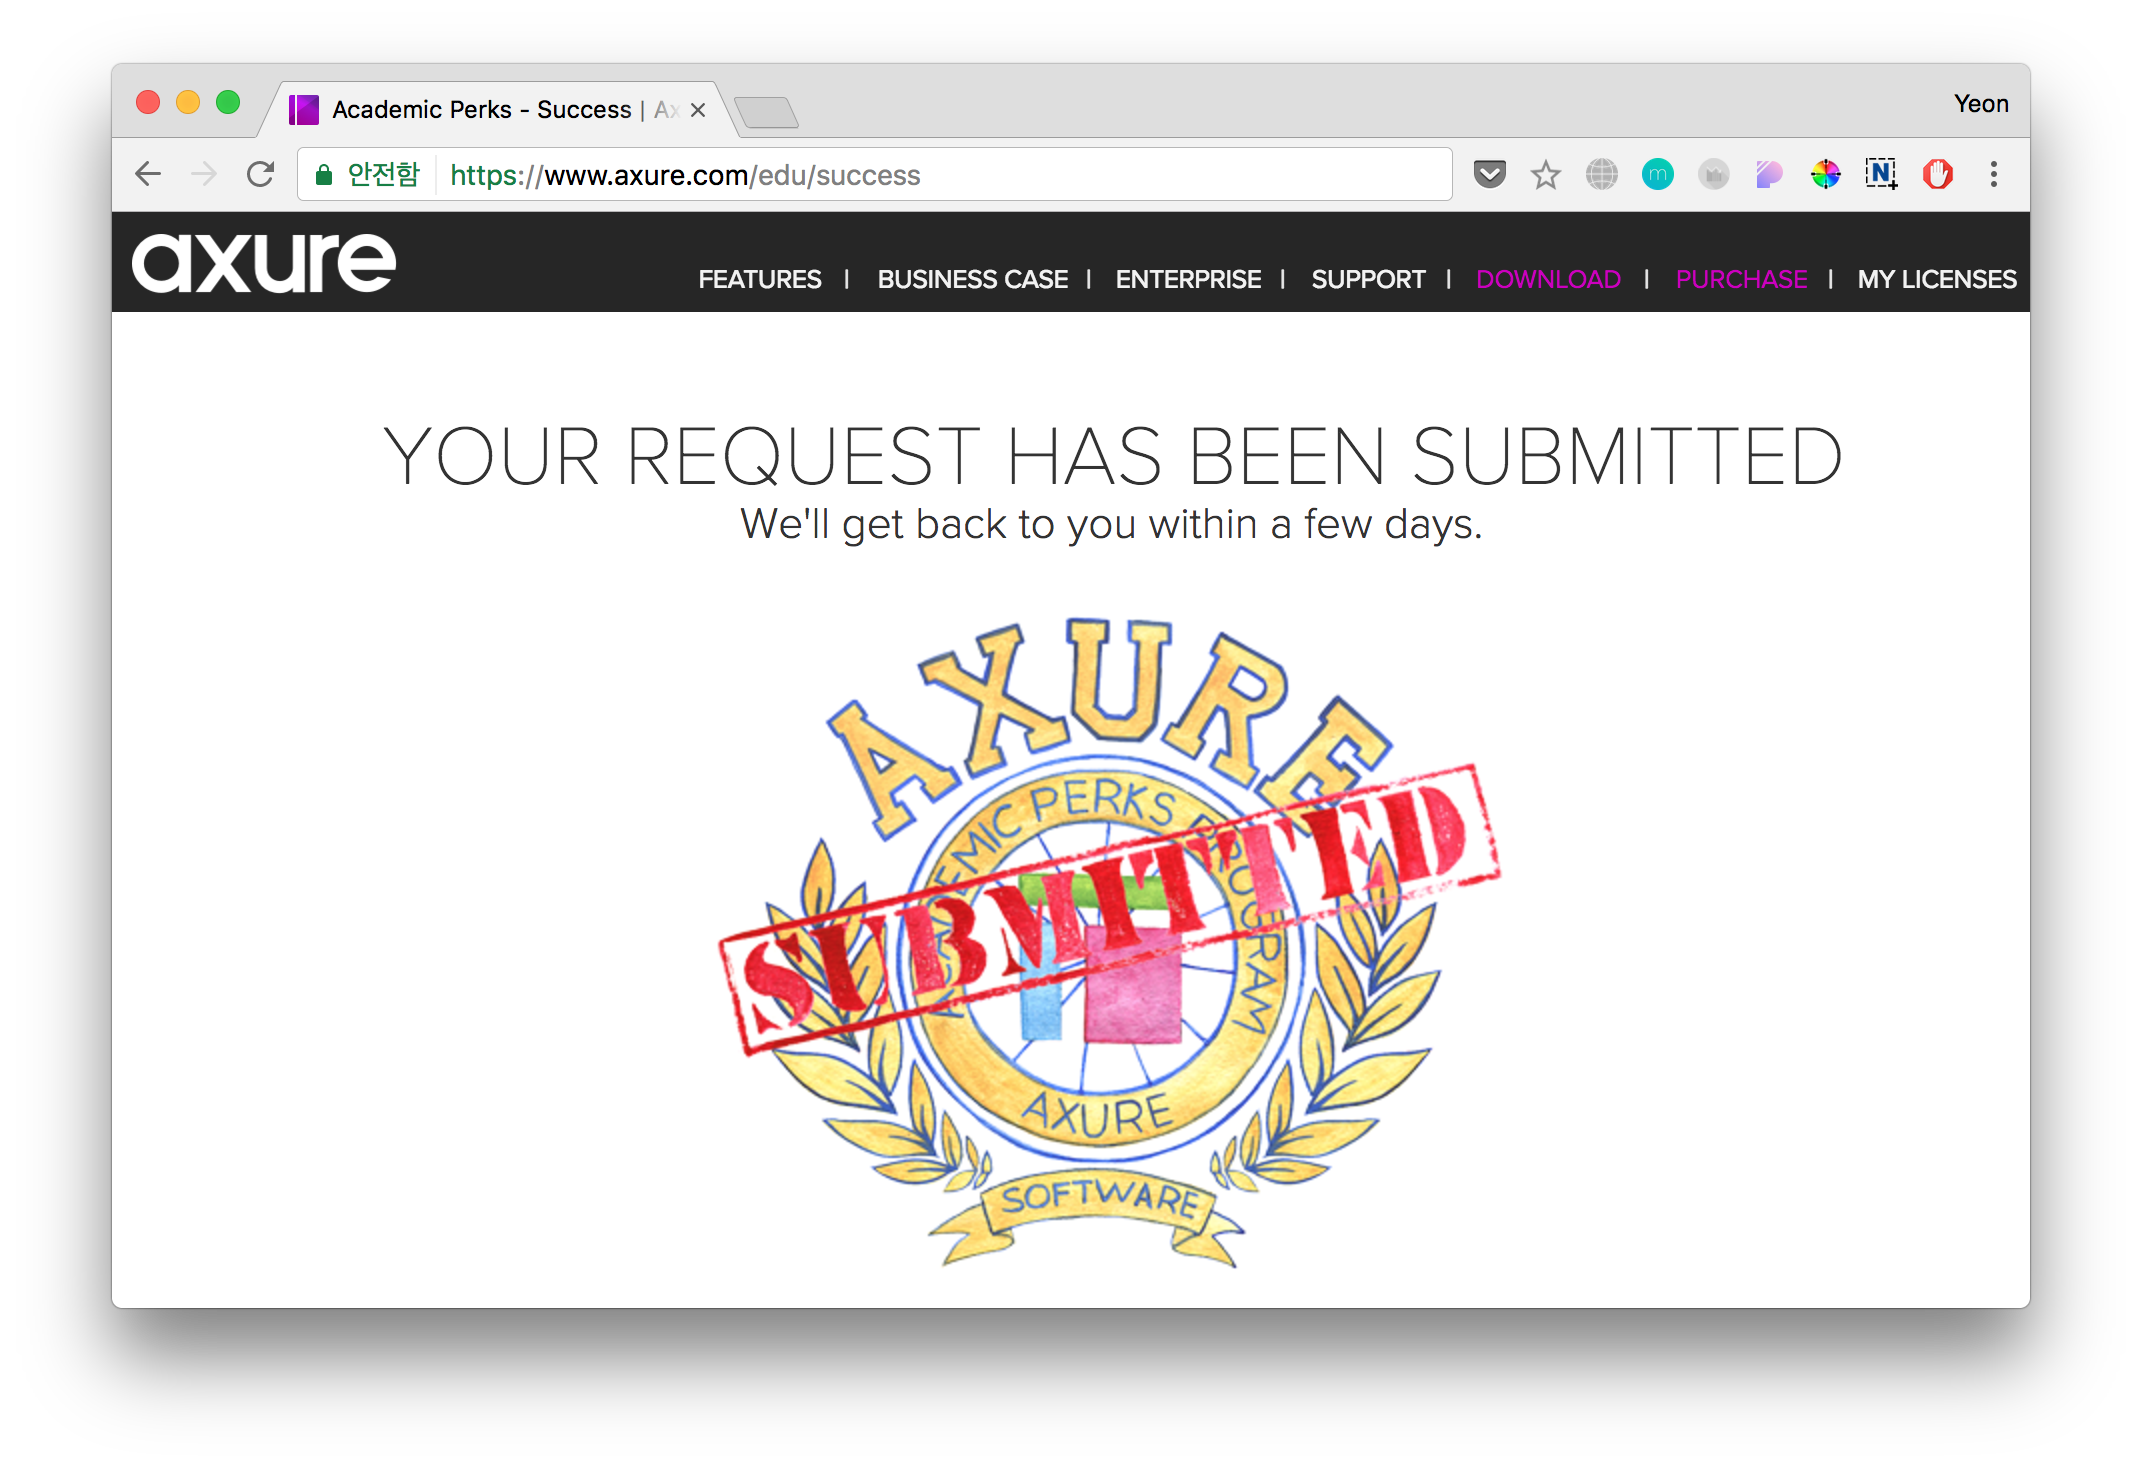 Academic Perks - Success | Ax
Yeon
안전함 https://www.axure.com/edu/success
m
N
axure
FEATURES | BUSINESS CASE | ENTERPRISE | SUPPORT | DOWNLOAD | PURCHASE | MY LICENSES
YOUR REQUEST HAS BEEN SUBMITTED
We'll get back to you within a few days.
AXURE
ACADEMIC PERKS PROGRAM
SUBMITTED
AXURE
SOFTWARE